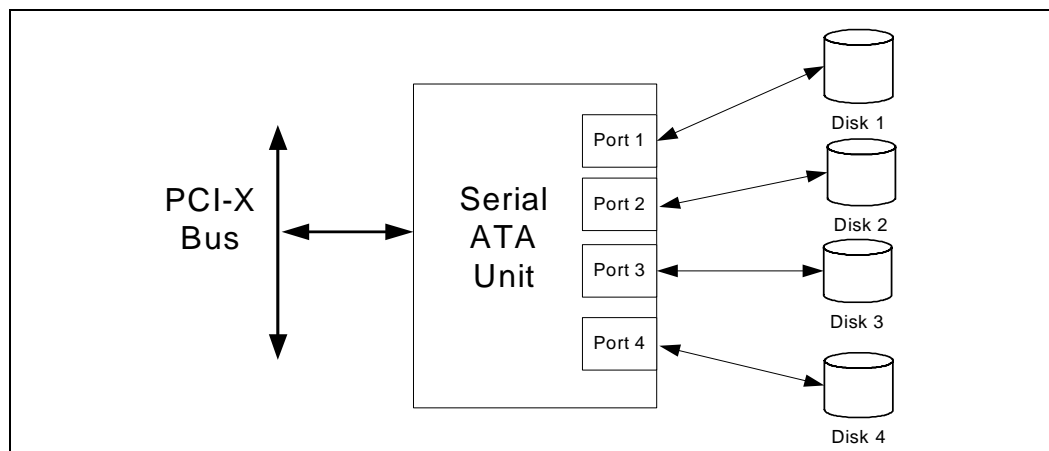 PCI-X
Bus
Serial
ATA
Unit
Port 1
Port 2
Port 3
Port 4
Disk 1
Disk 2
Disk 3
Disk 4